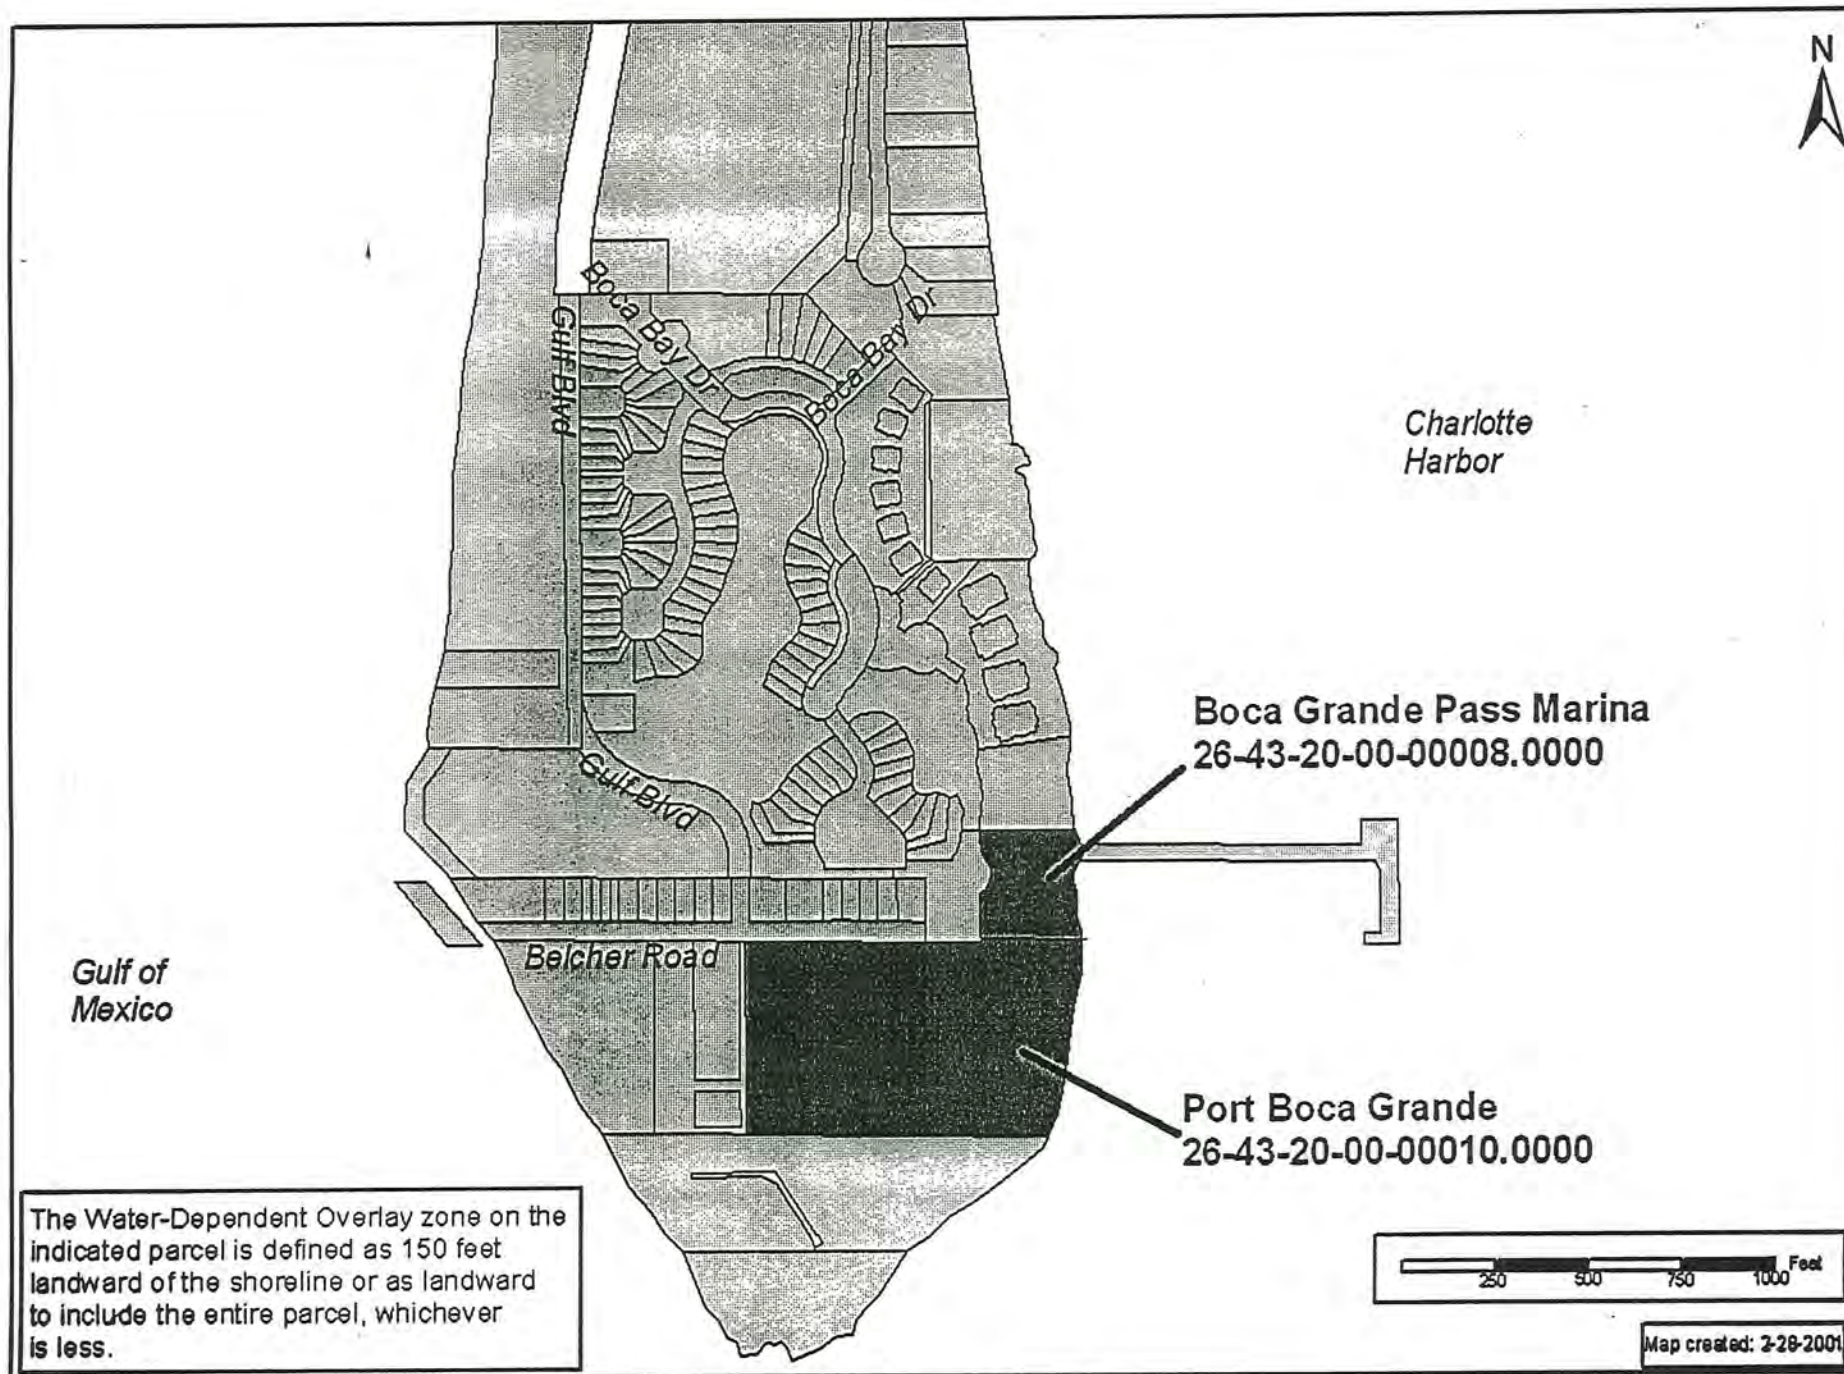 N
Boca Bay Dr
Gulf Blvd
Boca Bay Dr
Charlotte
Harbor
Boca Grande Pass Marina
26-43-20-00-00008.0000
Gulf Blvd
Belcher Road
Gulf of
Mexico
Port Boca Grande
26-43-20-00-00010.0000
The Water-Dependent Overlay zone on the
indicated parcel is defined as 150 feet
landward of the shoreline or as landward
to include the entire parcel, whichever
is less.
250 500 750 1000 Feet
Map created: 2-28-2001